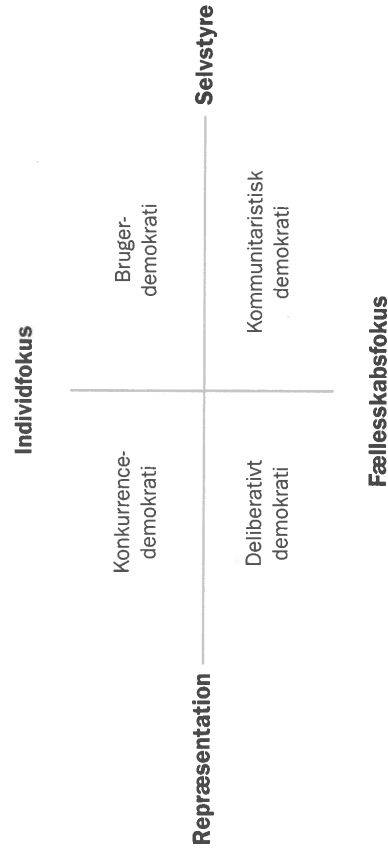 Individfokus
Konkurrence-
demokrati
Bruger-
demokrati
Repræsentation
Selvstyre
Deliberativt
demokrati
Kommunitaristisk
demokrati
Fællesskabsfokus